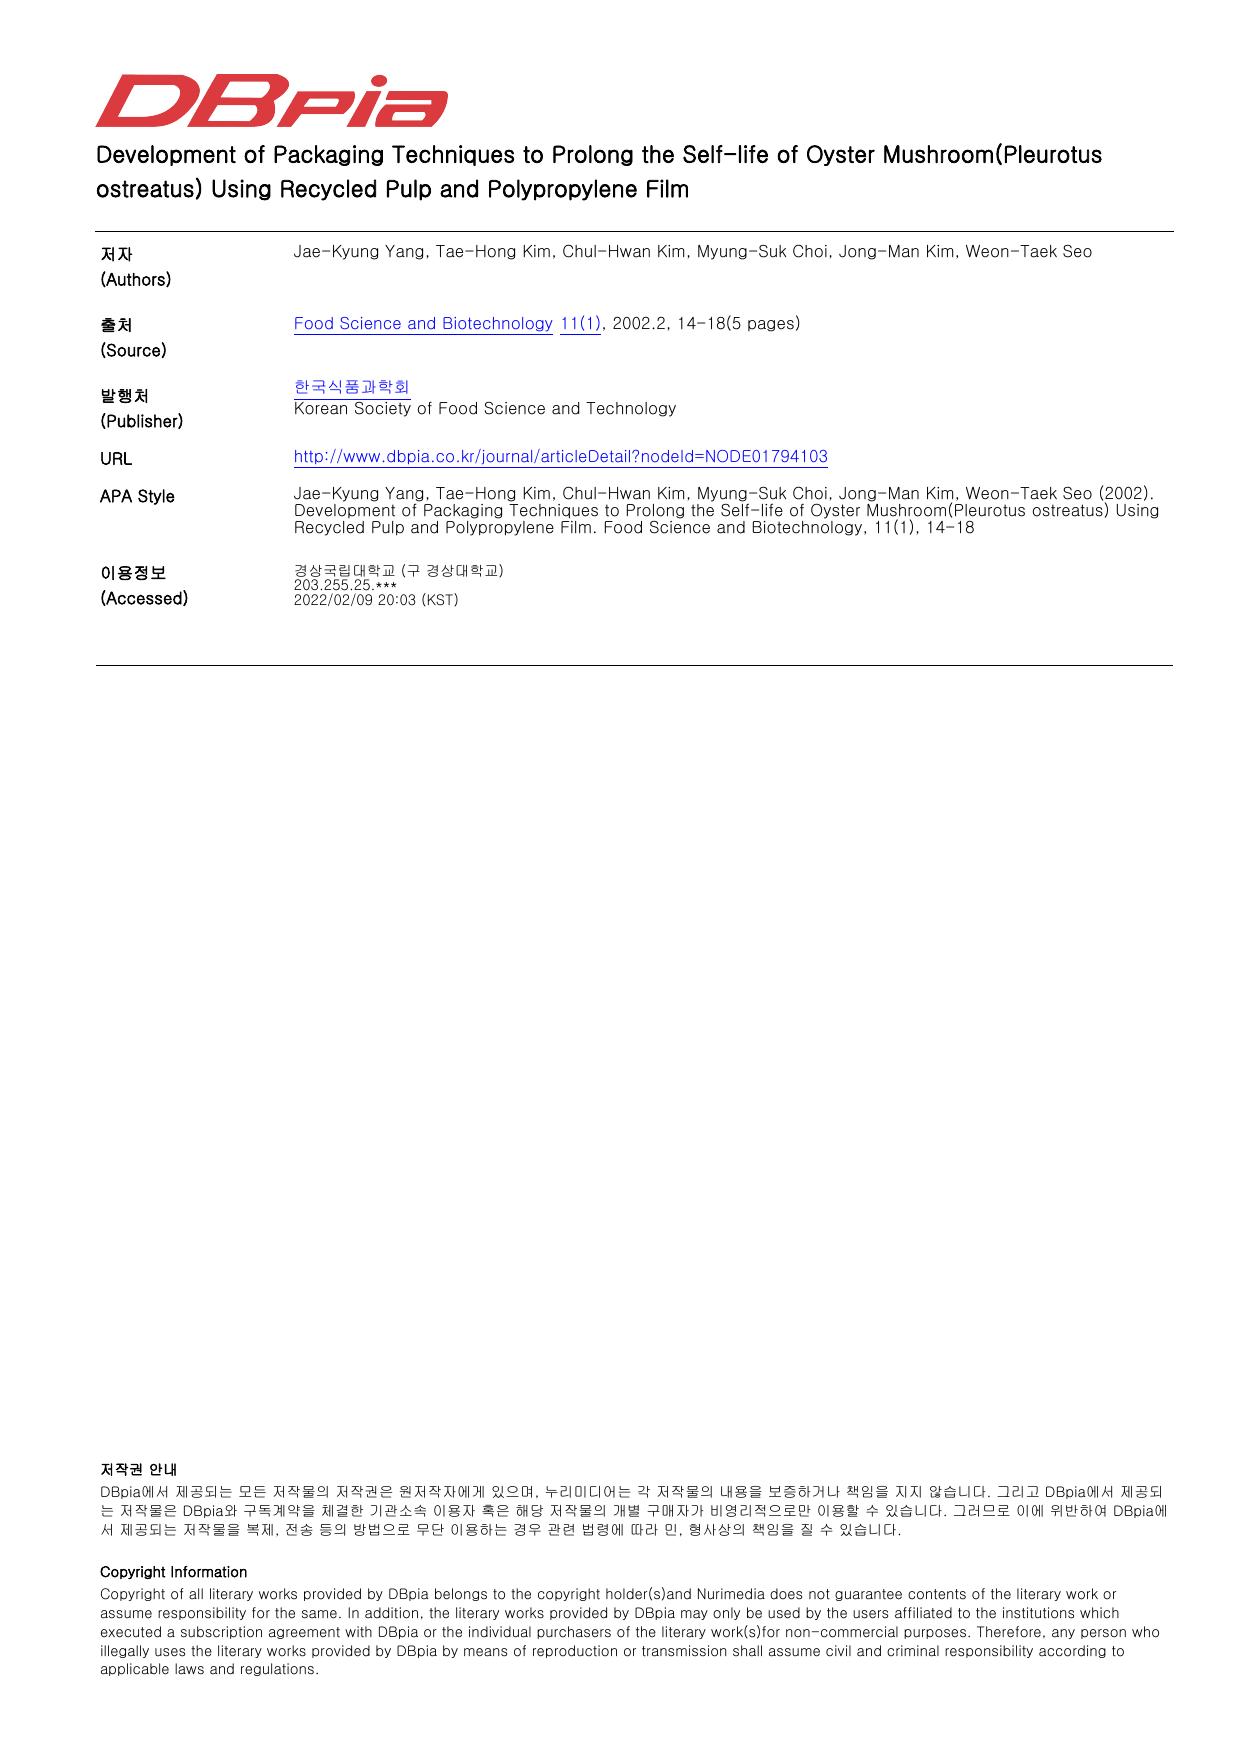 DBpia
Development of Packaging Techniques to Prolong the Self-life of Oyster Mushroom(Pleurotus
ostreatus) Using Recycled Pulp and Polypropylene Film
저자
(Authors)
Jae-Kyung Yang, Tae-Hong Kim, Chul-Hwan Kim, Myung-Suk Choi, Jong-Man Kim, Weon-Taek Seo
출처
(Source)
Food Science and Biotechnology 11(1), 2002.2, 14-18(5 pages)
발행처
(Publisher)
한국식품과학회
Korean Society of Food Science and Technology
URL
http://www.dbpia.co.kr/journal/articleDetail?nodeId=NODE01794103
APA Style
Jae-Kyung Yang, Tae-Hong Kim, Chul-Hwan Kim, Myung-Suk Choi, Jong-Man Kim, Weon-Taek Seo (2002).
Development of Packaging Techniques to Prolong the Self-life of Oyster Mushroom(Pleurotus ostreatus) Using
Recycled Pulp and Polypropylene Film. Food Science and Biotechnology, 11(1), 14-18
이용정보
(Accessed)
경상국립대학교 (구 경상대학교)
203.255.25.***
2022/02/09 20:03 (KST)
저작권 안내
DBpia에서 제공되는 모든 저작물의 저작권은 원저작자에게 있으며, 누리미디어는 각 저작물의 내용을 보증하거나 책임을 지지 않습니다. 그리고 DBpia에서 제공되
는 저작물은 DBpia와 구독계약을 체결한 기관소속 이용자 혹은 해당 저작물의 개별 구매자가 비영리적으로만 이용할 수 있습니다. 그러므로 이에 위반하여 DBpia에
서 제공되는 저작물을 복제, 전송 등의 방법으로 무단 이용하는 경우 관련 법령에 따라 민, 형사상의 책임을 질 수 있습니다.
Copyright Information
Copyright of all literary works provided by DBpia belongs to the copyright holder(s)and Nurimedia does not guarantee contents of the literary work or
assume responsibility for the same. In addition, the literary works provided by DBpia may only be used by the users affiliated to the institutions which
executed a subscription agreement with DBpia or the individual purchasers of the literary work(s)for non-commercial purposes. Therefore, any person who
illegally uses the literary works provided by DBpia by means of reproduction or transmission shall assume civil and criminal responsibility according to
applicable laws and regulations.